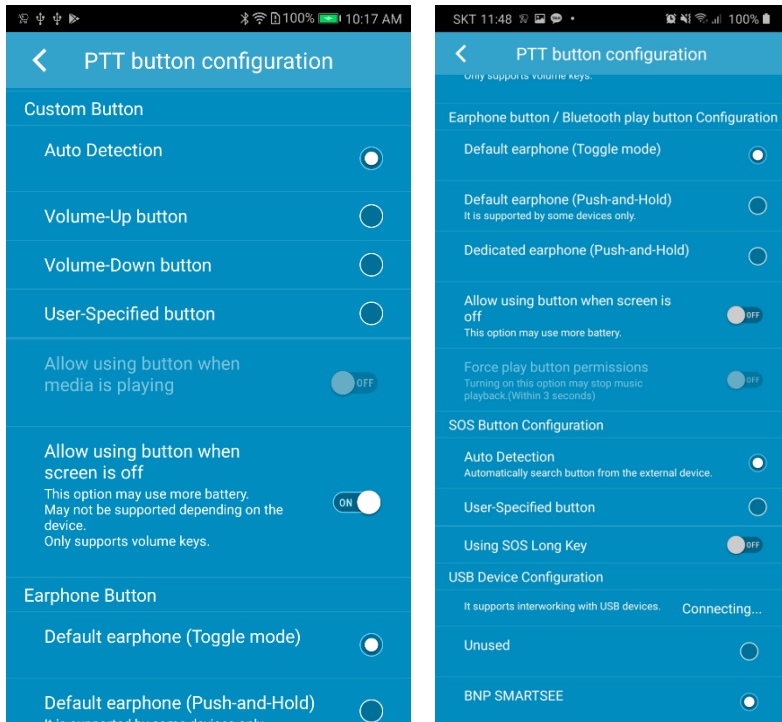 100% 10:17 AM
PTT button configuration
Custom Button
Auto Detection
Volume-Up button
Volume-Down button
User-Specified button
Allow using button when
media is playing
OFF
Allow using button when
screen is off
This option may use more battery.
May not be supported depending on the
device.
Only supports volume keys.
ON
Earphone Button
Default earphone (Toggle mode)
Default earphone (Push-and-Hold)
It is supported by some devices only.
SKT 11:48 100%
PTT button configuration
Only supports volume keys.
Earphone button / Bluetooth play button Configuration
Default earphone (Toggle mode)
Default earphone (Push-and-Hold)
It is supported by some devices only.
Dedicated earphone (Push-and-Hold)
Allow using button when screen is
off
This option may use more battery.
OFF
Force play button permissions
Turning on this option may stop music
playback.(Within 3 seconds)
OFF
SOS Button Configuration
Auto Detection
Automatically search button from the external device.
User-Specified button
Using SOS Long Key
OFF
USB Device Configuration
It supports interworking with USB devices. Connecting...
Unused
BNP SMARTSEE